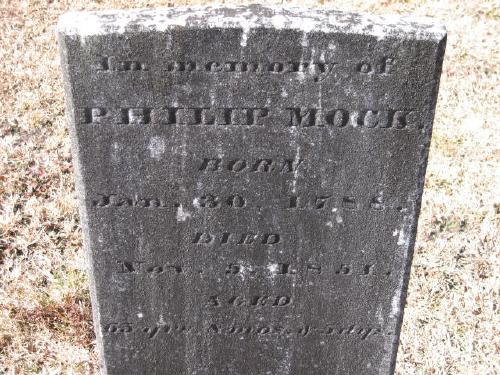 In memory of
PHILIP MOCK.
BORN
Jan. 30. 1788.
DIED
Nov. 5. 1851.
AGED